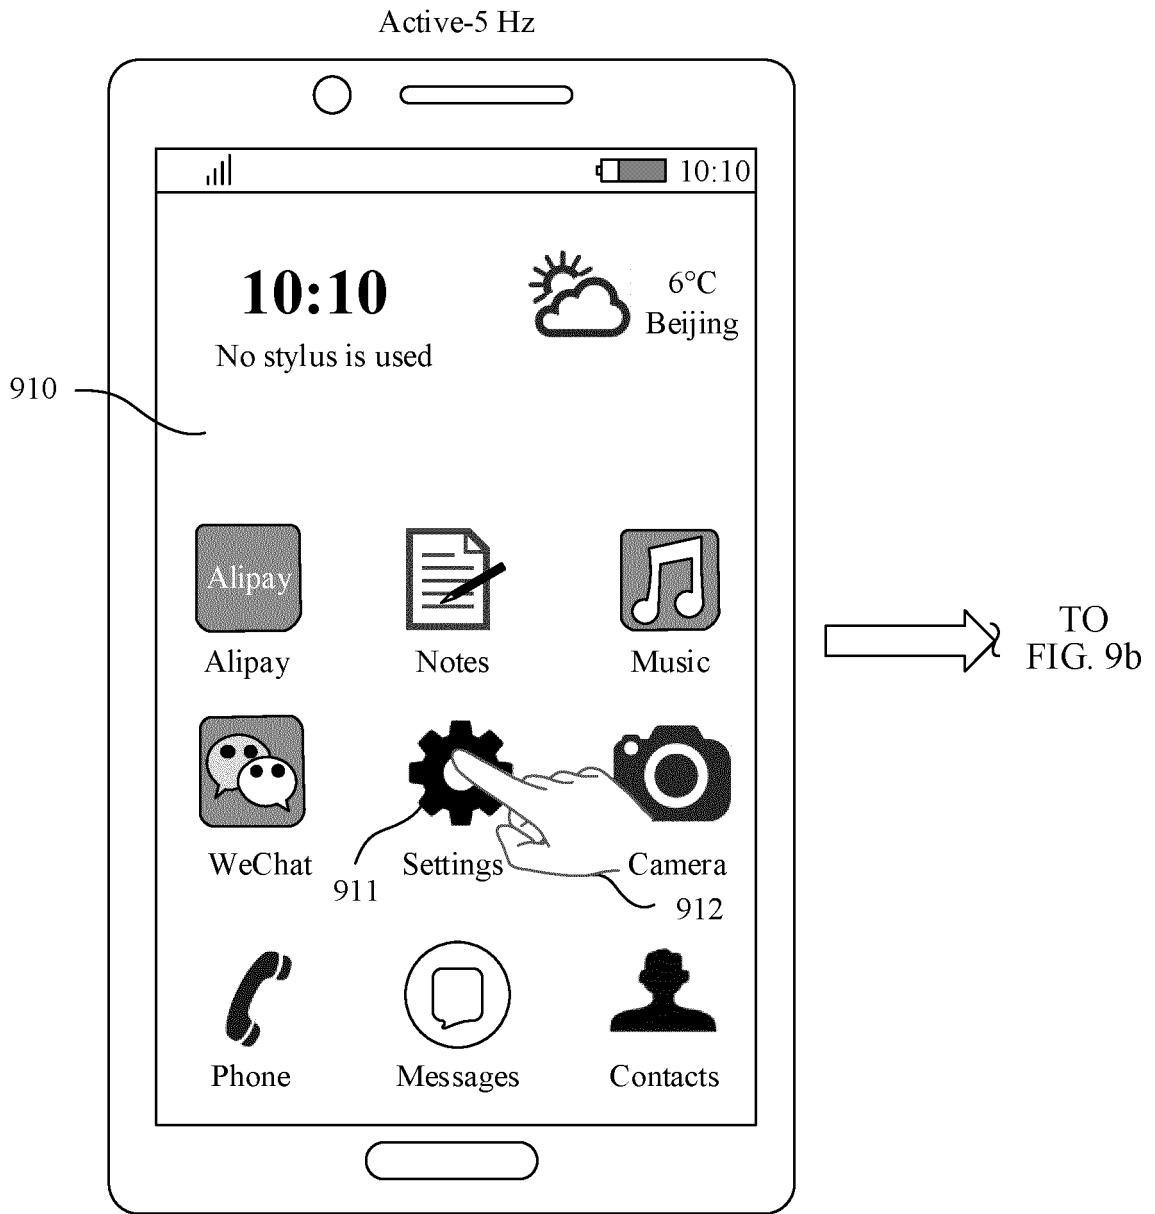 Active-5 Hz
10:10
10:10
6°C
Beijing
No stylus is used
910
Alipay
Alipay
Notes
Music
TO
FIG. 9b
WeChat
Settings
Camera
911
912
Phone
Messages
Contacts